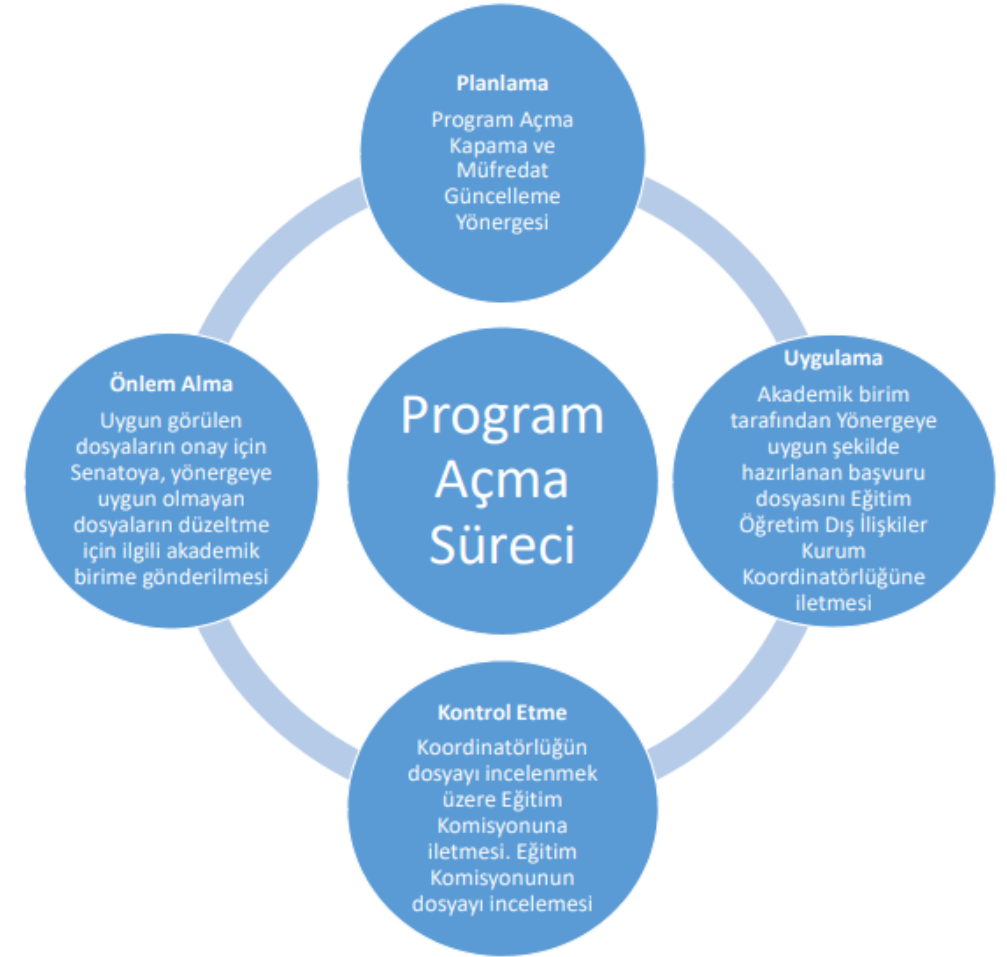 Planlama
Program Açma
Kapama ve
Müfredat
Güncelleme
Yönergesi
Önlem Alma
Uygun görülen
dosyaların onay için
Senatoya, yönergeye
uygun olmayan
dosyaların düzeltme
için ilgili akademik
birime gönderilmesi
Program
Açma
Süreci
Uygulama
Akademik birim
tarafından Yönergeye
uygun şekilde
hazırlanan başvuru
dosyasını Eğitim
Öğretim Dış İlişkiler
Kurum
Koordinatörlüğüne
iletmesi
Kontrol Etme
Koordinatörlüğün
dosyayı incelenmek
üzere Eğitim
Komisyonuna
iletmesi. Eğitim
Komisyonunun
dosyayı incelemesi